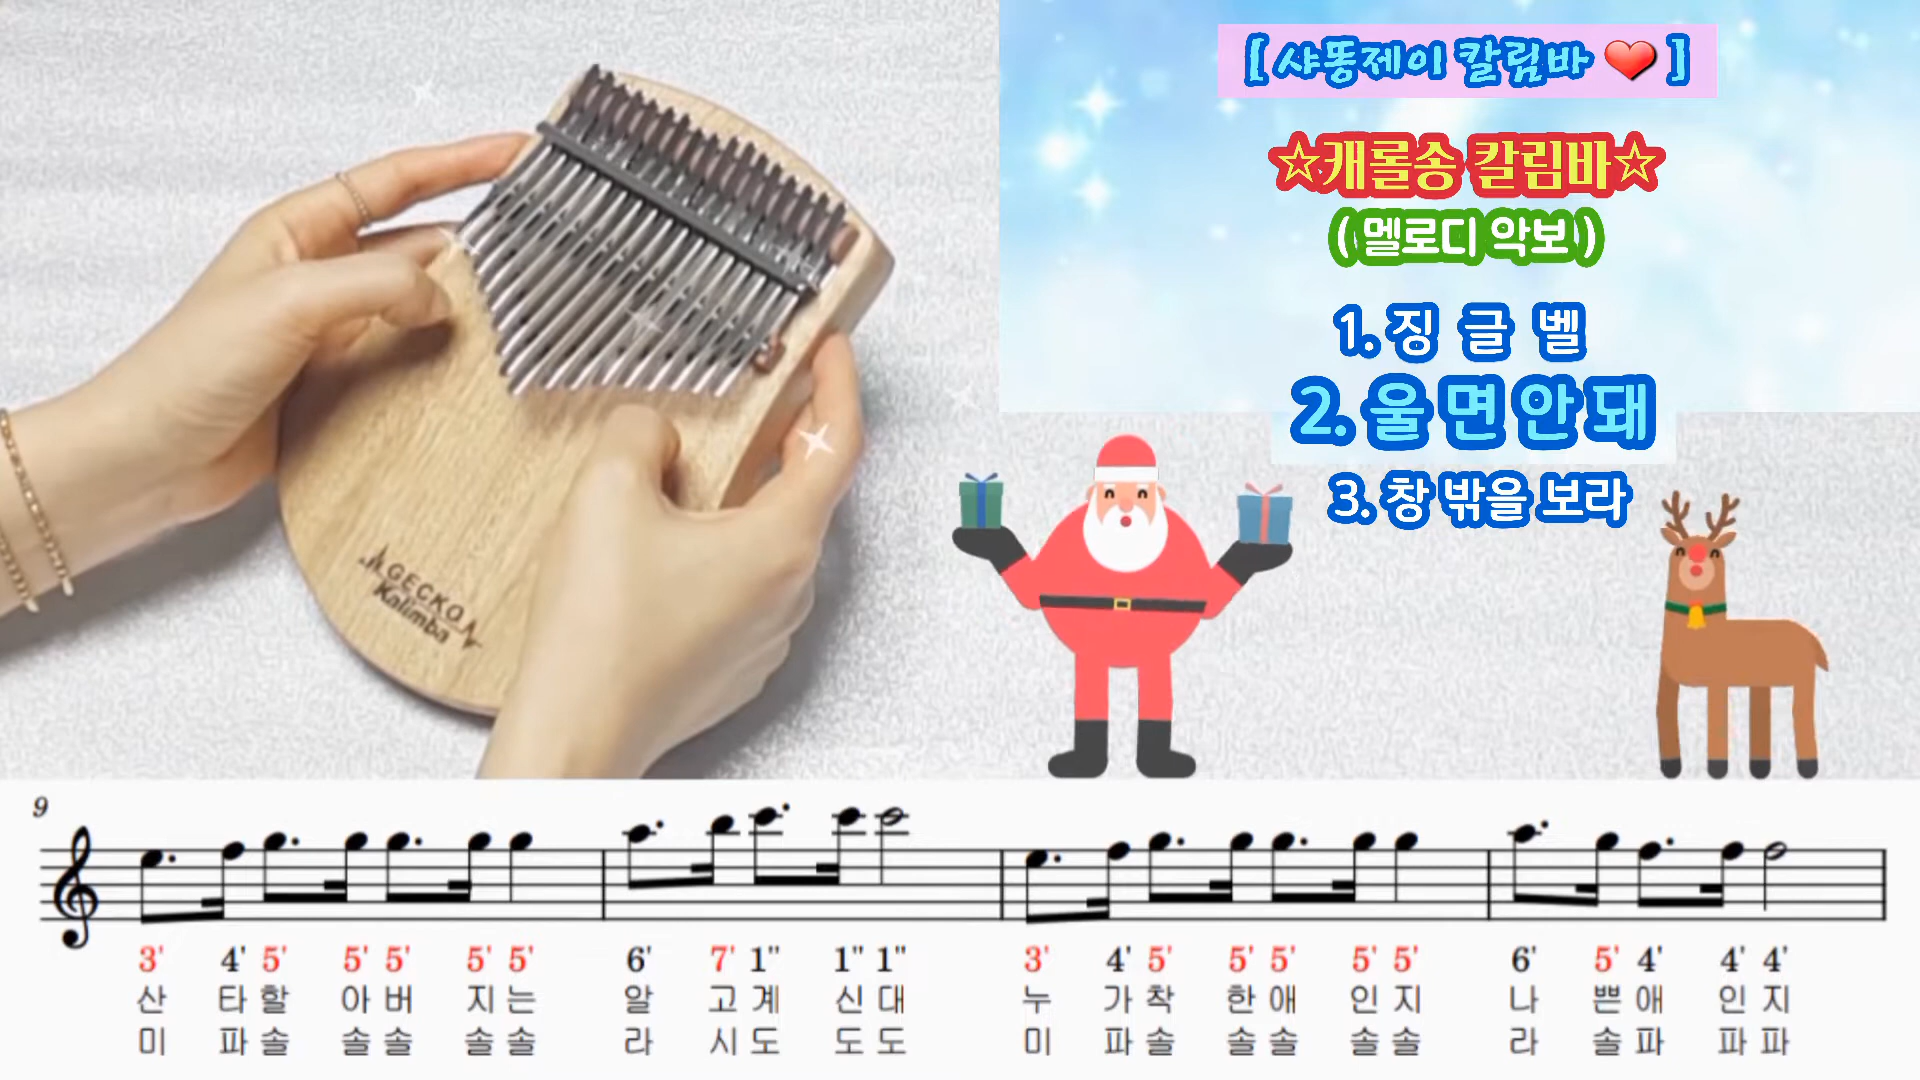 [ 샤똥제이 칼림바 ❤ ]
☆캐롤송 칼림바☆
( 멜로디 악보 )
1. 징 글 벨
2. 울 면 안 돼
3. 창 밖을 보라
GECKO
Kalimba
9
3' 4' 5' 5' 5' 5' 5' 6' 7' 1" 1" 1" 3' 4' 5' 5' 5' 5' 5' 6' 5' 4' 4' 4'
산 타 할 아 버 지 는 알 고 계 신 대 누 가 착 한 애 인 지 나 쁜 애 인 지
미 파 솔 솔 솔 솔 솔 라 시 도 도 도 미 파 솔 솔 솔 솔 솔 라 솔 파 파 파